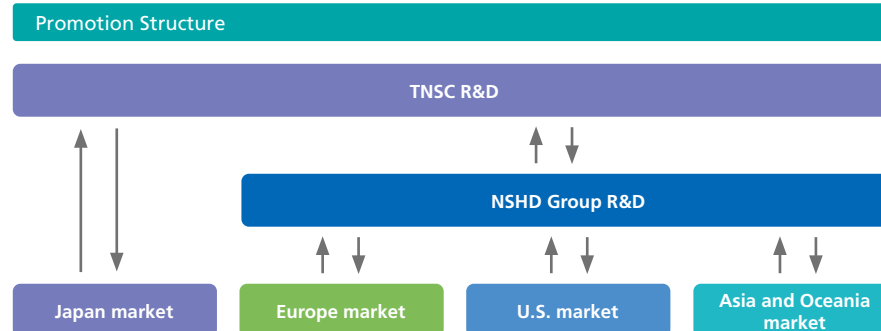 Promotion Structure
TNSC R&D
NSHD Group R&D
Japan market
Europe market
U.S. market
Asia and Oceania
market